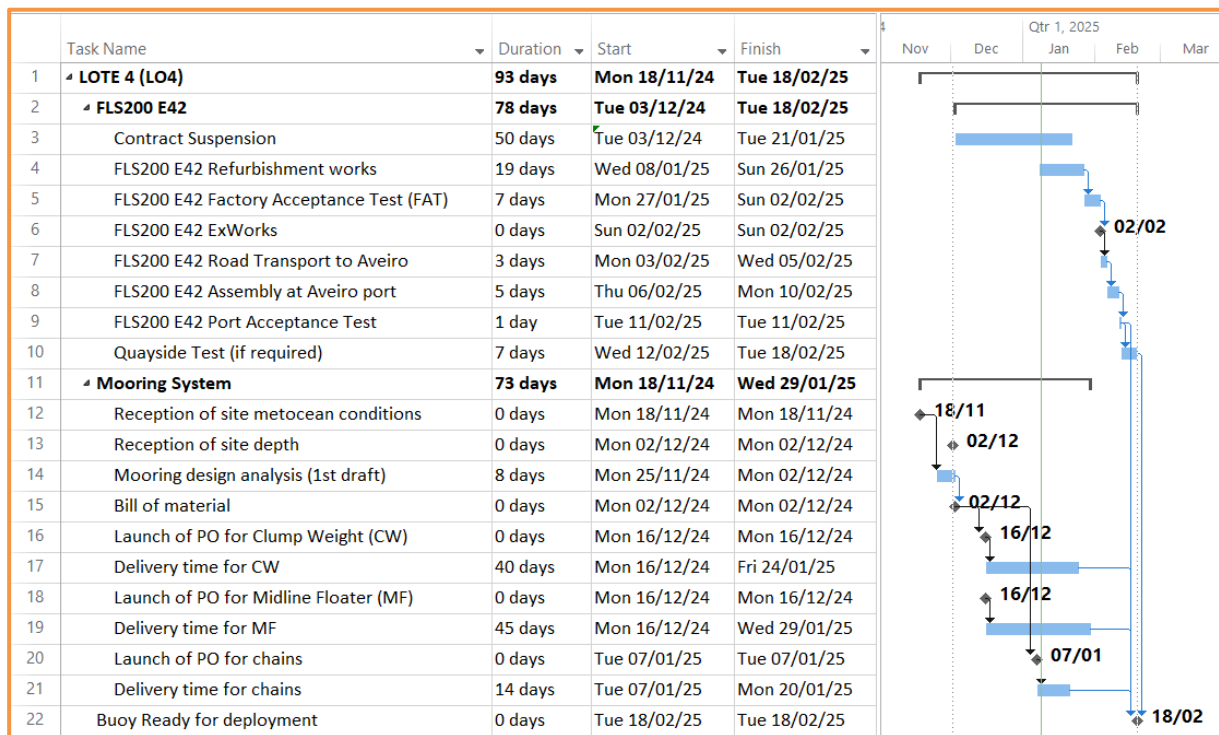 4 Qtr 1, 2025
Task Name Duration Start Finish Nov Dec Jan Feb Mar
1 LOTE 4 (LO4) 93 days Mon 18/11/24 Tue 18/02/25
2 FLS200 E42 78 days Tue 03/12/24 Tue 18/02/25
3 Contract Suspension 50 days Tue 03/12/24 Tue 21/01/25
4 FLS200 E42 Refurbishment works 19 days Wed 08/01/25 Sun 26/01/25
5 FLS200 E42 Factory Acceptance Test (FAT) 7 days Mon 27/01/25 Sun 02/02/25
6 FLS200 E42 ExWorks 0 days Sun 02/02/25 Sun 02/02/25 02/02
7 FLS200 E42 Road Transport to Aveiro 3 days Mon 03/02/25 Wed 05/02/25
8 FLS200 E42 Assembly at Aveiro port 5 days Thu 06/02/25 Mon 10/02/25
9 FLS200 E42 Port Acceptance Test 1 day Tue 11/02/25 Tue 11/02/25
10 Quayside Test (if required) 7 days Wed 12/02/25 Tue 18/02/25
11 Mooring System 73 days Mon 18/11/24 Wed 29/01/25
12 Reception of site metocean conditions 0 days Mon 18/11/24 Mon 18/11/24 18/11
13 Reception of site depth 0 days Mon 02/12/24 Mon 02/12/24 02/12
14 Mooring design analysis (1st draft) 8 days Mon 25/11/24 Mon 02/12/24
15 Bill of material 0 days Mon 02/12/24 Mon 02/12/24 02/12
16 Launch of PO for Clump Weight (CW) 0 days Mon 16/12/24 Mon 16/12/24 16/12
17 Delivery time for CW 40 days Mon 16/12/24 Fri 24/01/25
18 Launch of PO for Midline Floater (MF) 0 days Mon 16/12/24 Mon 16/12/24 16/12
19 Delivery time for MF 45 days Mon 16/12/24 Wed 29/01/25
20 Launch of PO for chains 0 days Tue 07/01/25 Tue 07/01/25 07/01
21 Delivery time for chains 14 days Tue 07/01/25 Mon 20/01/25
22 Buoy Ready for deployment 0 days Tue 18/02/25 Tue 18/02/25 18/02